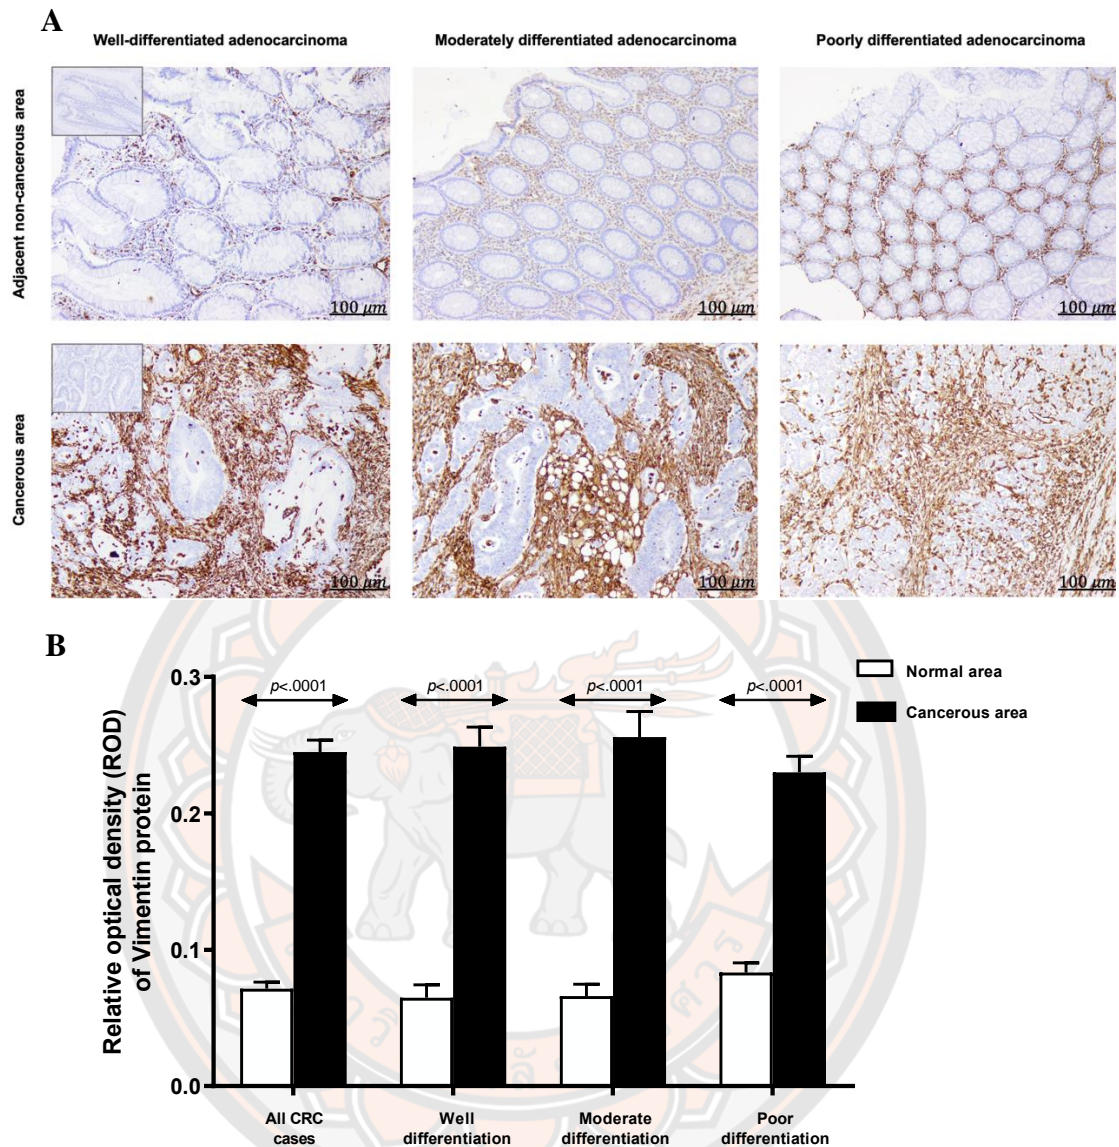 A
Well-differentiated adenocarcinoma
Moderately differentiated adenocarcinoma
Poorly differentiated adenocarcinoma
Adjacent non-cancerous area
100 μm
100 μm
100 μm
Cancerous area
100 μm
100 μm
100 μm
B
Relative optical density (ROD)
of Vimentin protein
0.3
0.2
0.1
0.0
p<.0001
p<.0001
p<.0001
p<.0001
Normal area
Cancerous area
All CRC
cases
Well
differentiation
Moderate
differentiation
Poor
differentiation